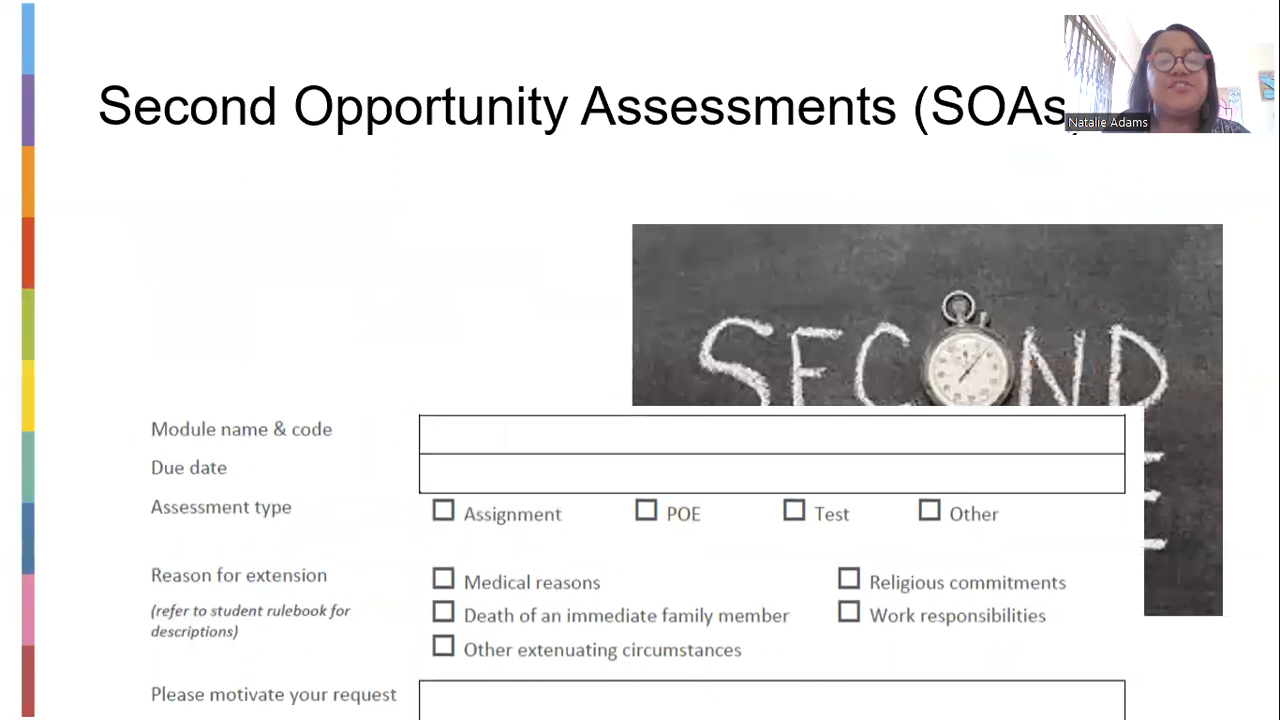 Second Opportunity Assessments (SOAs
Natalie Adams
SECOND
Module name & code
Due date
Assessment type
Assignment
POE
Test
Other
Reason for extension
(refer to student rulebook for
descriptions)
Medical reasons
Religious commitments
Death of an immediate family member
Work responsibilities
Other extenuating circumstances
Please motivate your request